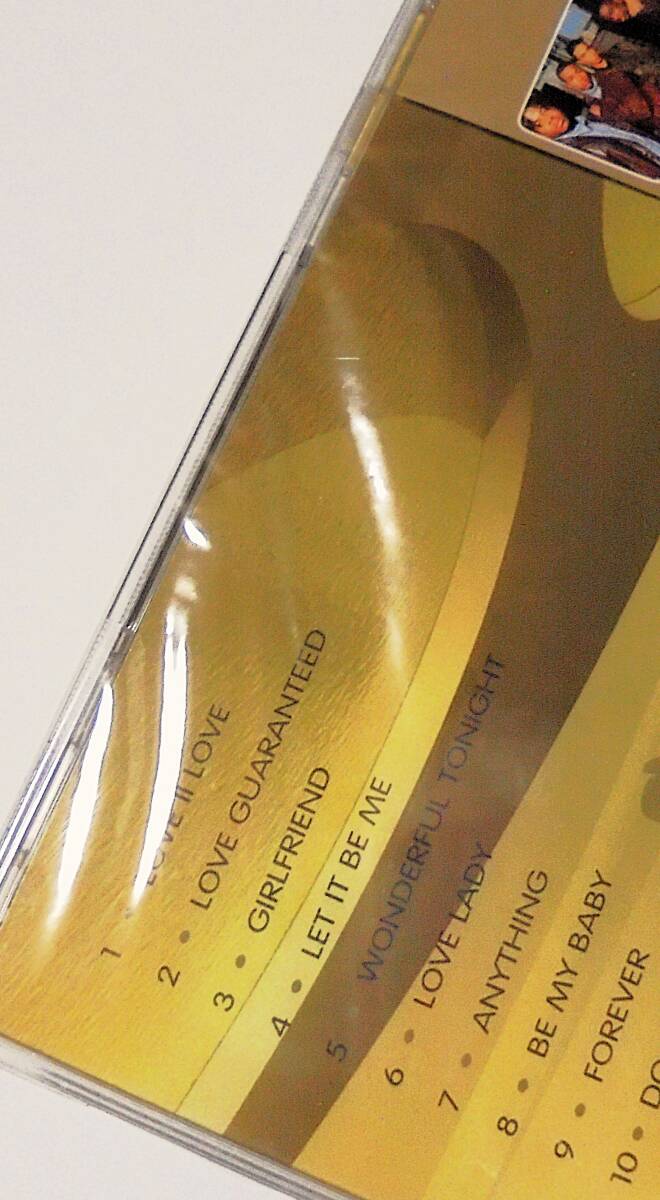 1 • LOVE II LOVE
2 • LOVE GUARANTEED
3 • GIRLFRIEND
4 • LET IT BE ME
5 WONDERFUL TONIGHT
6 • LOVE LADY
7 • ANYTHING
8 • BE MY BABY
9 • FOREVER
10 • DO